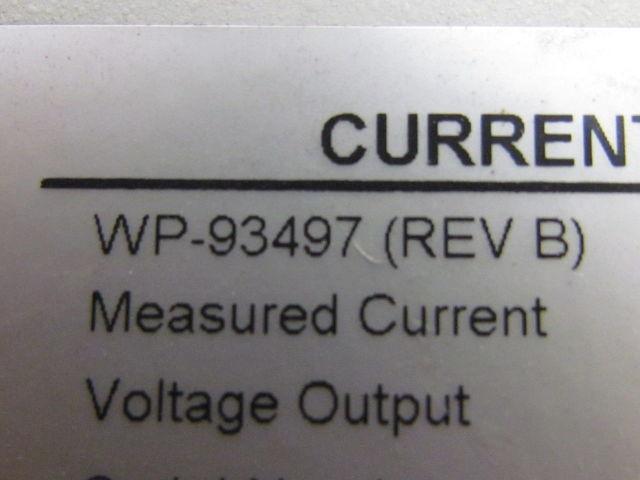 CURRENT
WP-93497 (REV B)
Measured Current
Voltage Output